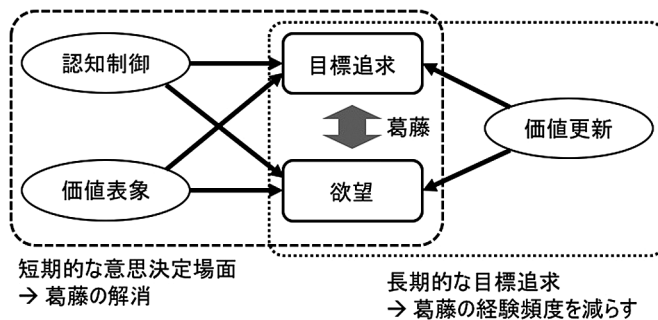 認知制御
目標追求
葛藤
価値更新
価値表象
欲望
短期的な意思決定場面
→ 葛藤の解消
長期的な目標追求
→ 葛藤の経験頻度を減らす